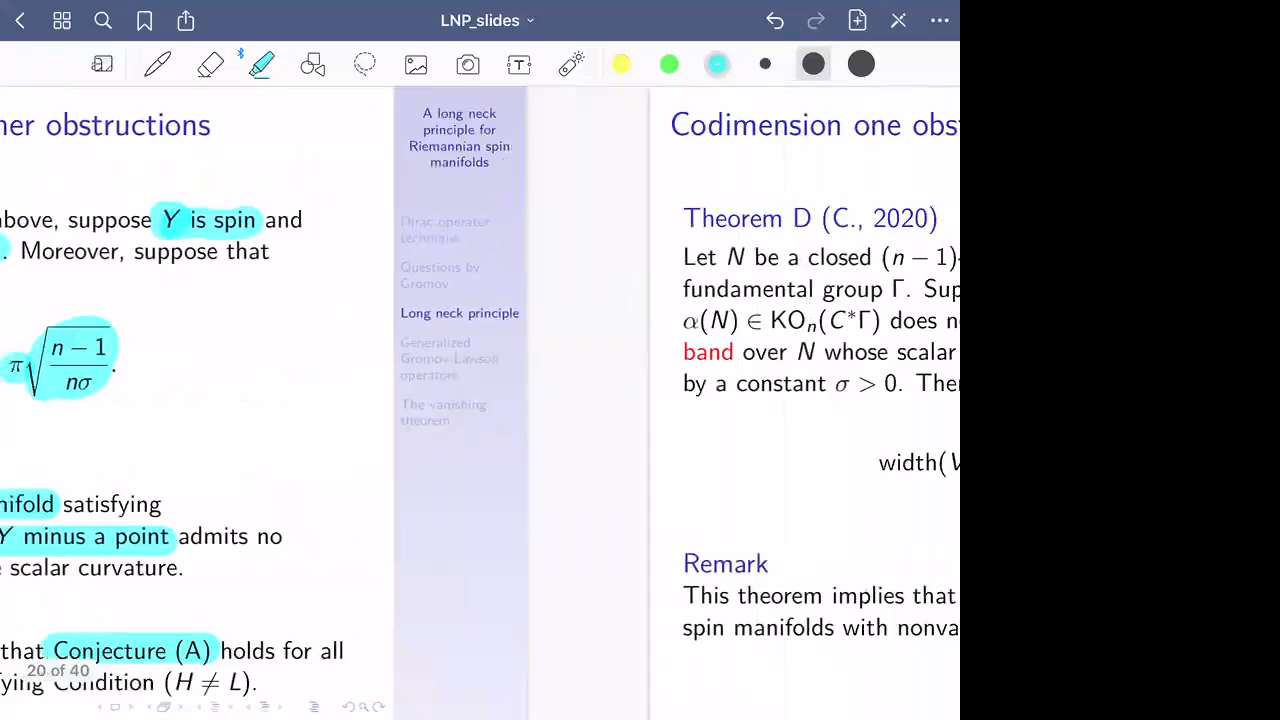 LNP_slides
ner obstructions
above, suppose Y is spin and
. Moreover, suppose that
π√((n − 1)/(nσ)).
nifold satisfying
Y minus a point admits no
e scalar curvature.
that Conjecture (A) holds for all
fying Condition (H ≠ L).
20 of 40
A long neck
principle for
Riemannian spin
manifolds
Dirac operator
technique
Questions by
Gromov
Long neck principle
Generalized
Gromov Lawson
operators
The vanishing
theorem
Codimension one obs
Theorem D (C., 2020)
Let N be a closed (n − 1)-
fundamental group Γ. Sup
α(N) ∈ KOₙ(C*Γ) does n
band over N whose scalar
by a constant σ > 0. The
width(V
Remark
This theorem implies that
spin manifolds with nonva